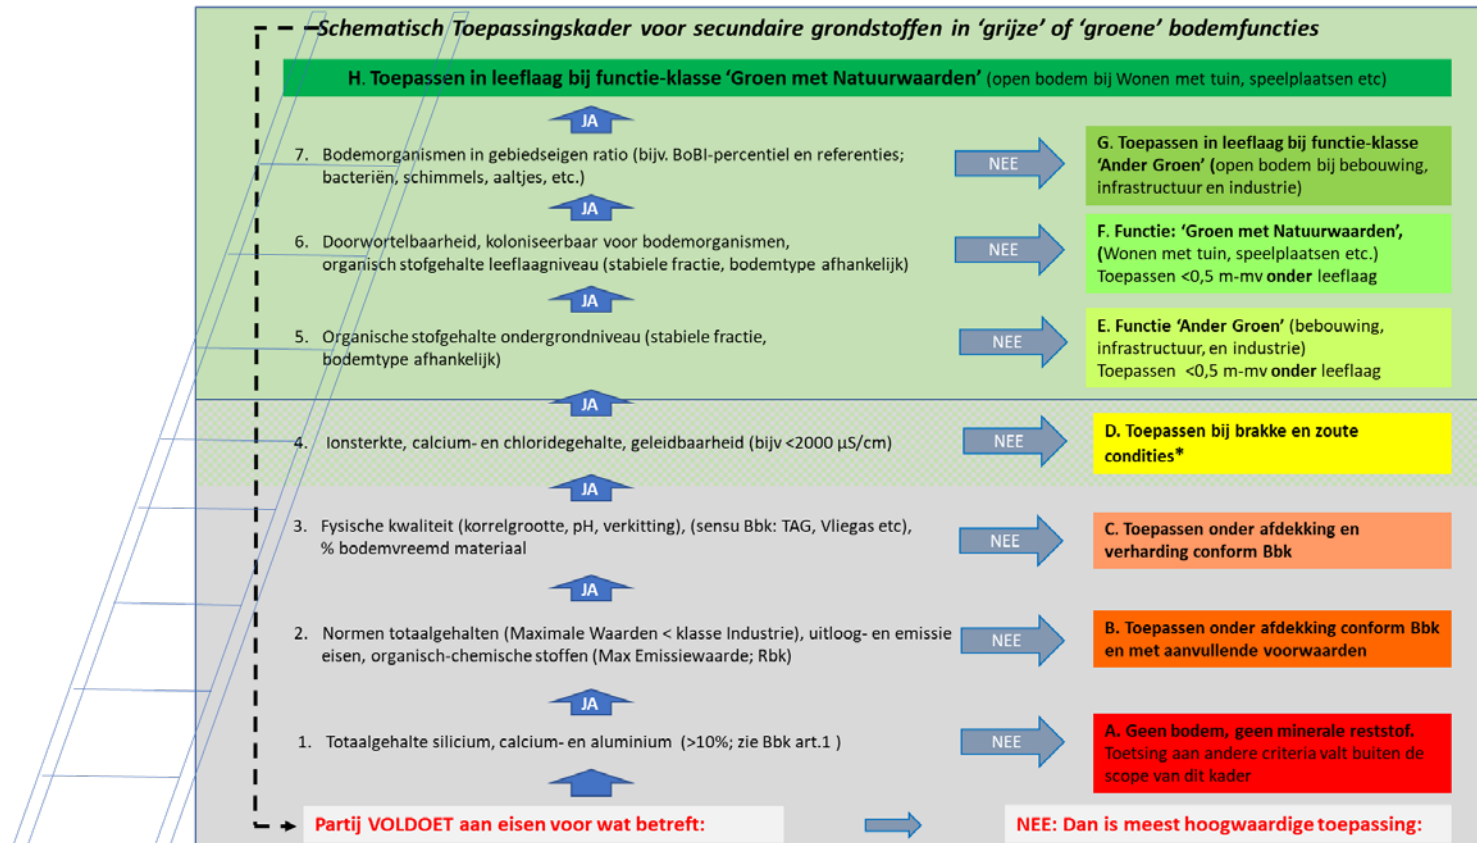 Schematisch Toepassingskader voor secundaire grondstoffen in ‘grijze’ of ‘groene’ bodemfuncties
H. Toepassen in leeflaag bij functie-klasse ‘Groen met Natuurwaarden’ (open bodem bij Wonen met tuin, speelplaatsen etc)
JA
7. Bodemorganismen in gebiedseigen ratio (bijv. BoBI-percentiel en referenties;
bacteriën, schimmels, aaltjes, etc.)
NEE
G. Toepassen in leeflaag bij functie-klasse
‘Ander Groen’ (open bodem bij bebouwing,
infrastructuur en industrie)
JA
6. Doorwortelbaarheid, koloniseerbaar voor bodemorganismen,
organisch stofgehalte leeflaagniveau (stabiele fractie, bodemtype afhankelijk)
NEE
F. Functie: ‘Groen met Natuurwaarden’,
(Wonen met tuin, speelplaatsen etc.)
Toepassen <0,5 m-mv onder leeflaag
JA
5. Organische stofgehalte ondergrondniveau (stabiele fractie,
bodemtype afhankelijk)
NEE
E. Functie ‘Ander Groen’ (bebouwing,
infrastructuur, en industrie)
Toepassen <0,5 m-mv onder leeflaag
JA
4. Ionsterkte, calcium- en chloridegehalte, geleidbaarheid (bijv <2000 µS/cm)
NEE
D. Toepassen bij brakke en zoute
condities*
JA
3. Fysische kwaliteit (korrelgrootte, pH, verkitting), (sensu Bbk: TAG, Vliegas etc),
% bodemvreemd materiaal
NEE
C. Toepassen onder afdekking en
verharding conform Bbk
JA
2. Normen totaalgehalten (Maximale Waarden < klasse Industrie), uitloog- en emissie
eisen, organisch-chemische stoffen (Max Emissiewaarde; Rbk)
NEE
B. Toepassen onder afdekking conform Bbk
en met aanvullende voorwaarden
JA
1. Totaalgehalte silicium, calcium- en aluminium (>10%; zie Bbk art.1 )
NEE
A. Geen bodem, geen minerale reststof.
Toetsing aan andere criteria valt buiten de
scope van dit kader
Partij VOLDOET aan eisen voor wat betreft:
NEE: Dan is meest hoogwaardige toepassing: